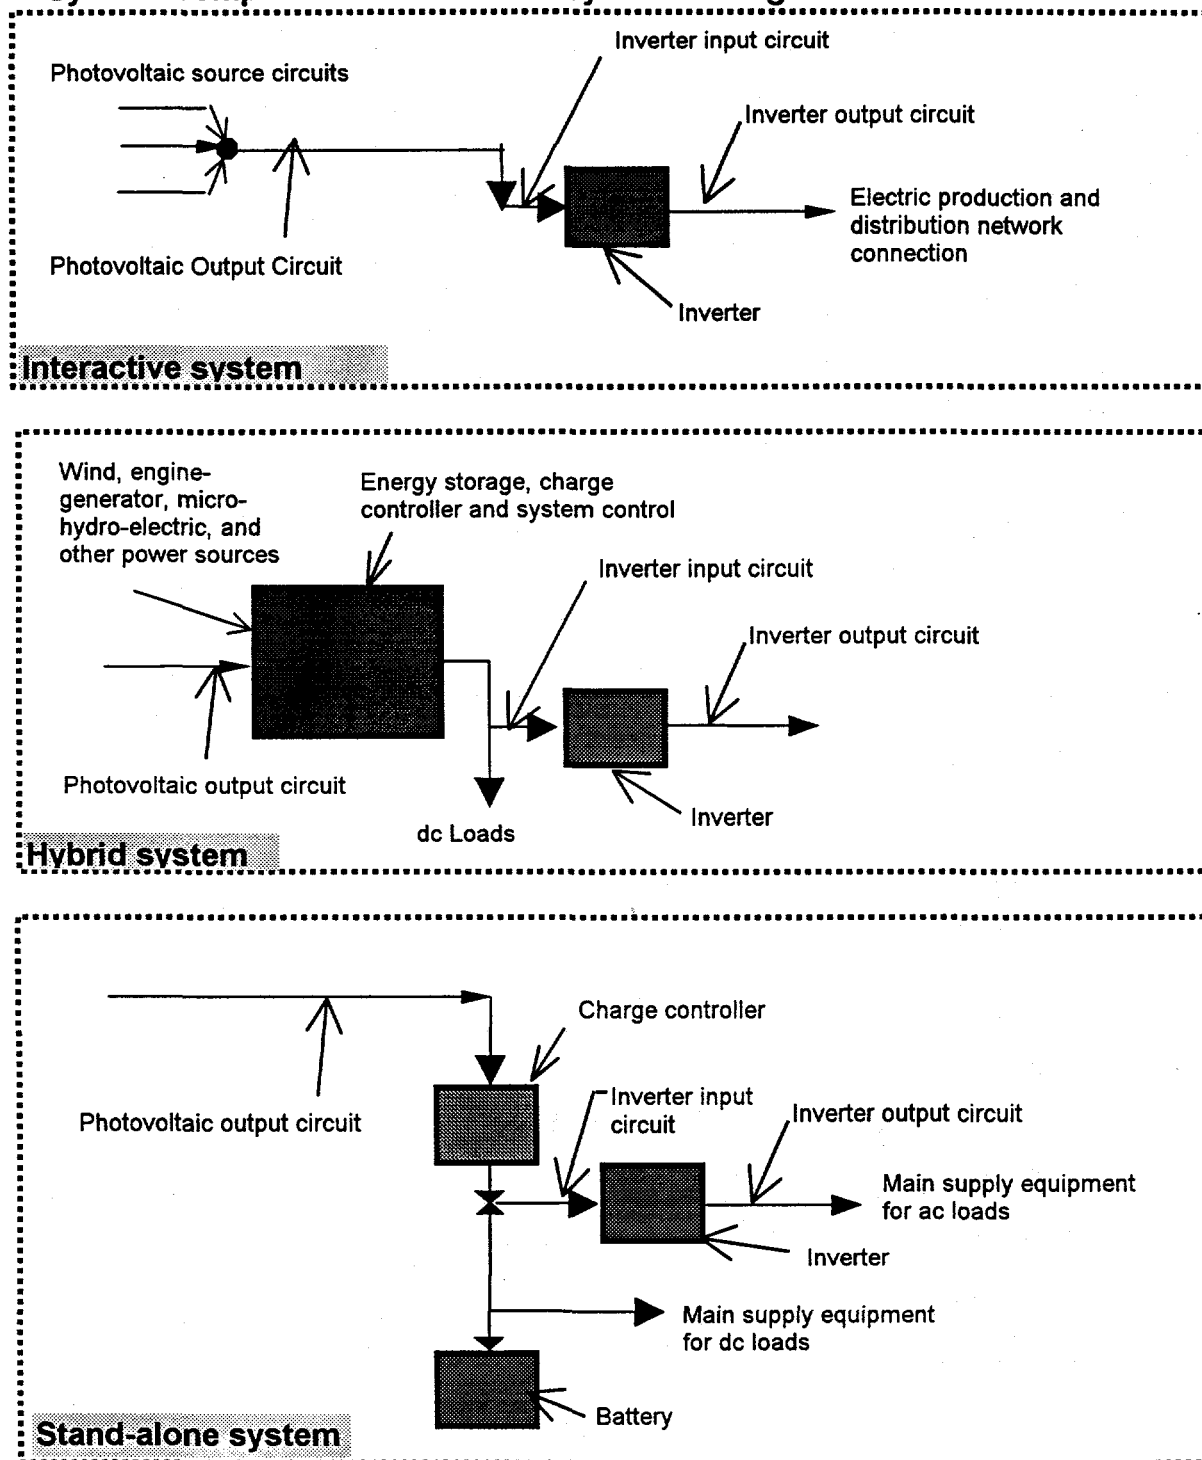 Inverter input circuit
Photovoltaic source circuits
Inverter output circuit
Electric production and
distribution network
connection
Photovoltaic Output Circuit
Inverter
Interactive system
Wind, engine-
generator, micro-
hydro-electric, and
other power sources
Energy storage, charge
controller and system control
Inverter input circuit
Inverter output circuit
Photovoltaic output circuit
Inverter
dc Loads
Hybrid system
Charge controller
Inverter input
circuit
Inverter output circuit
Photovoltaic output circuit
Main supply equipment
for ac loads
Inverter
Main supply equipment
for dc loads
Battery
Stand-alone system